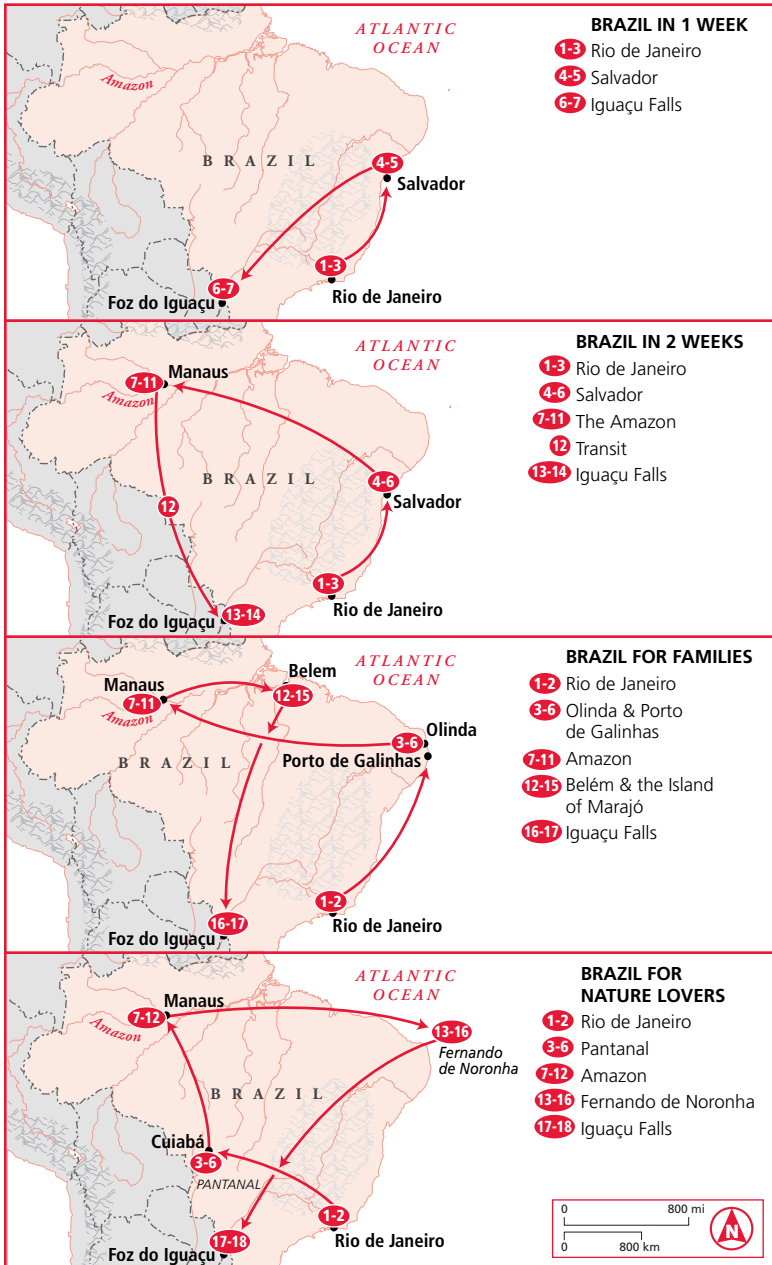 ATLANTIC
OCEAN
Amazon
BRAZIL
4-5
Salvador
1-3
6-7
Foz do Iguaçu
Rio de Janeiro
BRAZIL IN 1 WEEK
1-3 Rio de Janeiro
4-5 Salvador
6-7 Iguaçu Falls
ATLANTIC
OCEAN
Manaus
7-11
Amazon
BRAZIL
4-6
Salvador
12
1-3
13-14
Foz do Iguaçu
Rio de Janeiro
BRAZIL IN 2 WEEKS
1-3 Rio de Janeiro
4-6 Salvador
7-11 The Amazon
12 Transit
13-14 Iguaçu Falls
ATLANTIC
OCEAN
Belem
Manaus
12-15
7-11
Amazon
Olinda
3-6
Porto de Galinhas
BRAZIL
1-2
16-17
Rio de Janeiro
Foz do Iguaçu
BRAZIL FOR FAMILIES
1-2 Rio de Janeiro
3-6 Olinda & Porto
de Galinhas
7-11 Amazon
12-15 Belém & the Island
of Marajó
16-17 Iguaçu Falls
ATLANTIC
OCEAN
Manaus
7-12
Amazon
13-16
Fernando
de Noronha
BRAZIL
Cuiabá
3-6
PANTANAL
1-2
17-18
Rio de Janeiro
Foz do Iguaçu
BRAZIL FOR
NATURE LOVERS
1-2 Rio de Janeiro
3-6 Pantanal
7-12 Amazon
13-16 Fernando de Noronha
17-18 Iguaçu Falls
0 800 mi
0 800 km
N